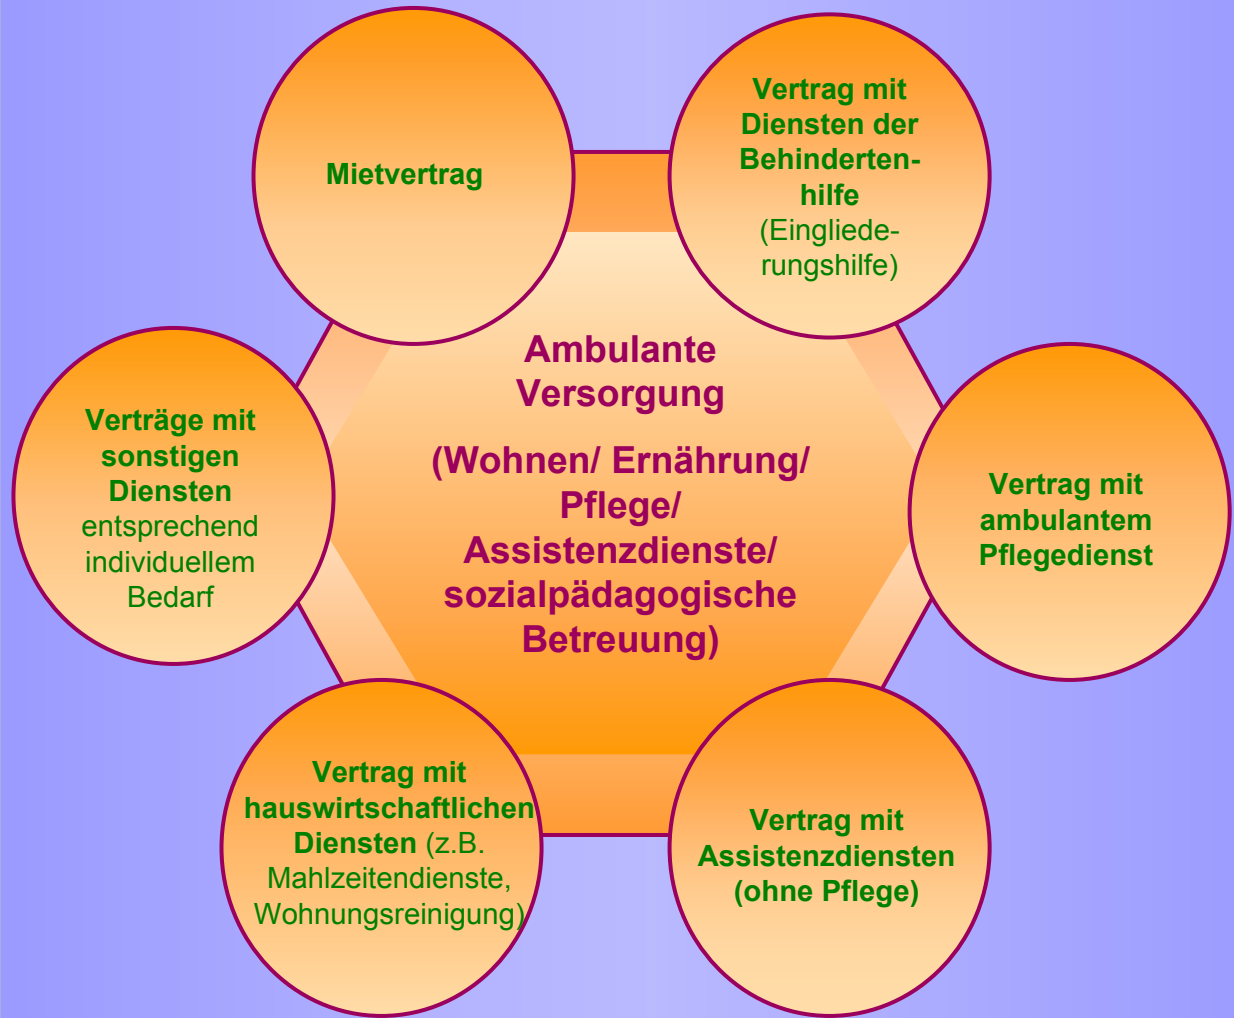 Mietvertrag
Vertrag mit
Diensten der
Behinderten-
hilfe
(Eingliede-
rungshilfe)
Ambulante
Versorgung
(Wohnen/ Ernährung/
Pflege/
Assistenzdienste/
sozialpädagogische
Betreuung)
Verträge mit
sonstigen
Diensten
entsprechend
individuellem
Bedarf
Vertrag mit
ambulantem
Pflegedienst
Vertrag mit
hauswirtschaftlichen
Diensten (z.B.
Mahlzeitendienste,
Wohnungsreinigung)
Vertrag mit
Assistenzdiensten
(ohne Pflege)